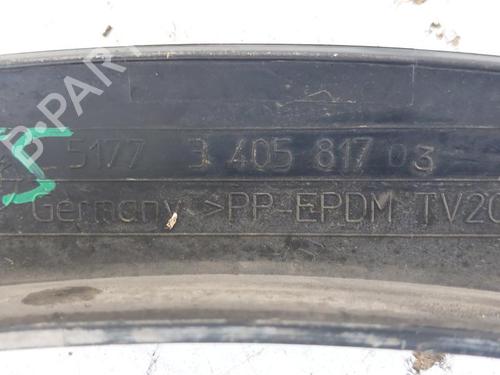 B-PARTS
5177 3 405 817 03
Germany >PP-EPDM TV20